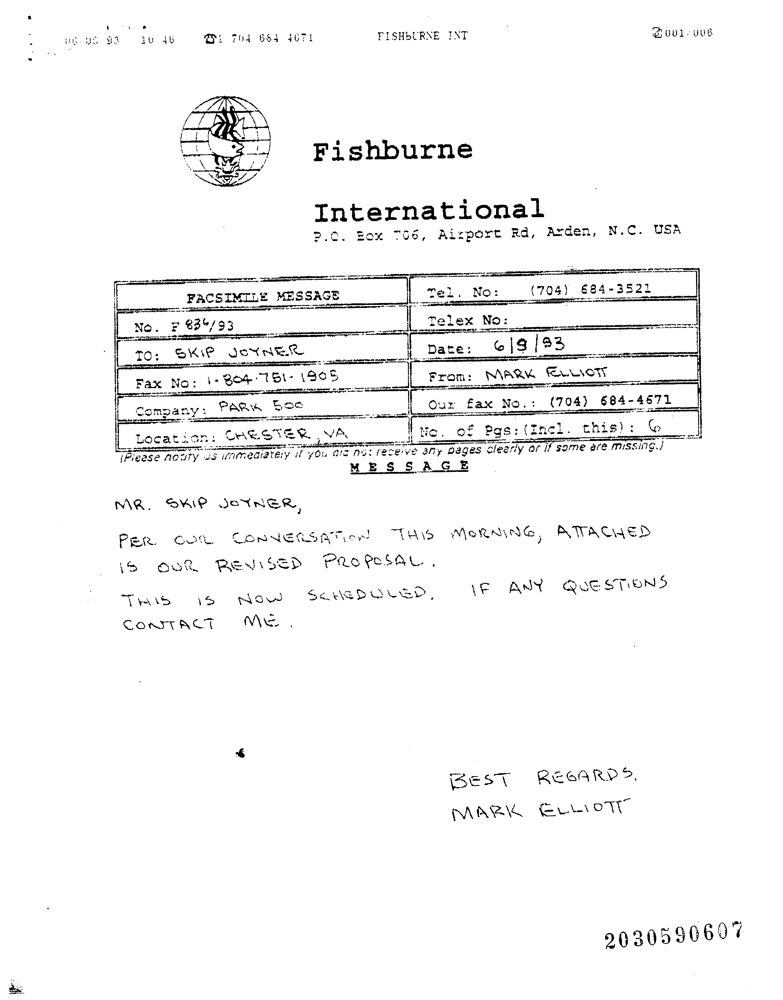 10 46 ☎1 704 684 4671 FISHBURNE INT 001/006
Fishburne
International
P.O. Box 706, Airport Rd, Arden, N.C. USA
FACSIMILE MESSAGE Tel. No: (704) 684-3521
No. F 836/93 Telex No:
TO: SKIP JOYNER Date: 6/9/93
Fax No: 1-804-751-1905 From: MARK ELLIOTT
Company: PARK 500 Our fax No.: (704) 684-4671
Location: CHESTER, VA No. of Pgs:(Incl. this): 6
(Please notify us immediately if you did not receive any pages clearly or if some are missing.)
MESSAGE
MR. SKIP JOYNER,
PER OUR CONVERSATION THIS MORNING, ATTACHED
IS OUR REVISED PROPOSAL.
THIS IS NOW SCHEDULED. IF ANY QUESTIONS
CONTACT ME.
BEST REGARDS.
MARK ELLIOTT
2030590607